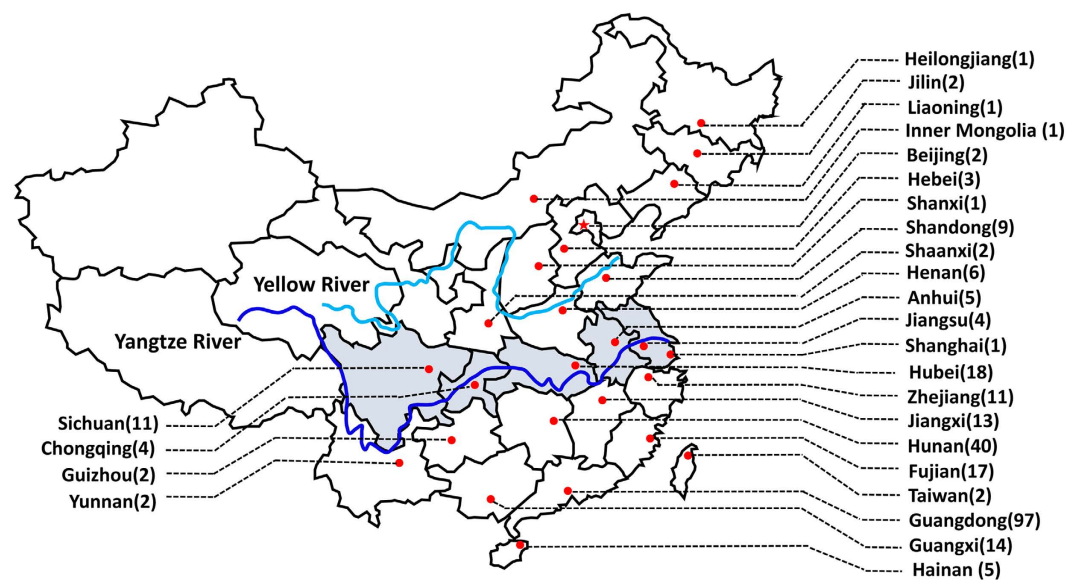 Heilongjiang(1)
Jilin(2)
Liaoning(1)
Inner Mongolia (1)
Beijing(2)
Hebei(3)
Shanxi(1)
Shandong(9)
Shaanxi(2)
Henan(6)
Anhui(5)
Jiangsu(4)
Shanghai(1)
Hubei(18)
Zhejiang(11)
Jiangxi(13)
Hunan(40)
Fujian(17)
Taiwan(2)
Guangdong(97)
Guangxi(14)
Hainan (5)
Yellow River
Yangtze River
Sichuan(11)
Chongqing(4)
Guizhou(2)
Yunnan(2)